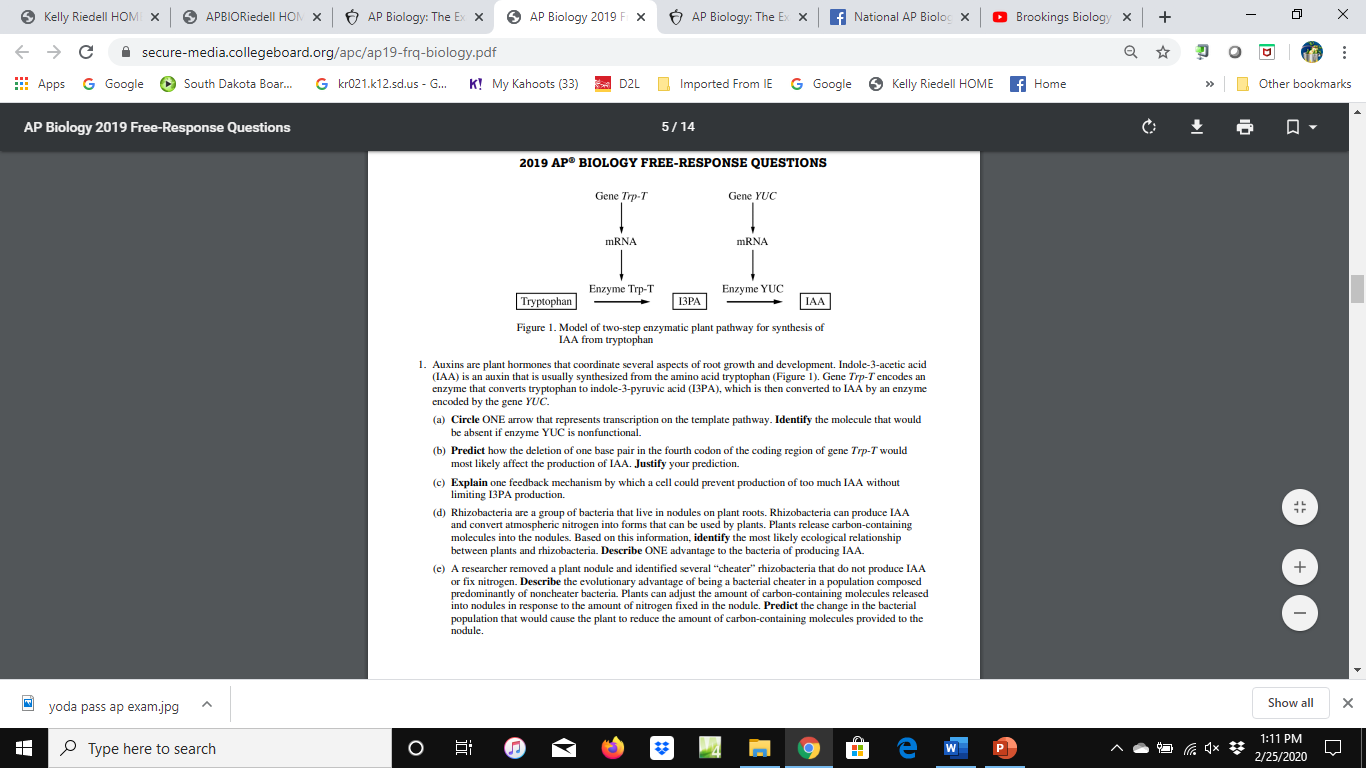 Kelly Riedell HOM
APBIORiedell HOM
AP Biology: The Ex
AP Biology 2019 F
AP Biology: The Ex
National AP Biolog
Brookings Biology
secure-media.collegeboard.org/apc/ap19-frq-biology.pdf
Apps
Google
South Dakota Boar...
kr021.k12.sd.us - G...
K! My Kahoots (33)
D2L
Imported From IE
Google
Kelly Riedell HOME
Home
»
Other bookmarks
AP Biology 2019 Free-Response Questions
5 / 14
2019 AP® BIOLOGY FREE-RESPONSE QUESTIONS
Gene Trp-T Gene YUC
mRNA mRNA
Enzyme Trp-T Enzyme YUC
Tryptophan I3PA IAA
Figure 1. Model of two-step enzymatic plant pathway for synthesis of
IAA from tryptophan
1. Auxins are plant hormones that coordinate several aspects of root growth and development. Indole-3-acetic acid
(IAA) is an auxin that is usually synthesized from the amino acid tryptophan (Figure 1). Gene Trp-T encodes an
enzyme that converts tryptophan to indole-3-pyruvic acid (I3PA), which is then converted to IAA by an enzyme
encoded by the gene YUC.
(a) Circle ONE arrow that represents transcription on the template pathway. Identify the molecule that would
be absent if enzyme YUC is nonfunctional.
(b) Predict how the deletion of one base pair in the fourth codon of the coding region of gene Trp-T would
most likely affect the production of IAA. Justify your prediction.
(c) Explain one feedback mechanism by which a cell could prevent production of too much IAA without
limiting I3PA production.
(d) Rhizobacteria are a group of bacteria that live in nodules on plant roots. Rhizobacteria can produce IAA
and convert atmospheric nitrogen into forms that can be used by plants. Plants release carbon-containing
molecules into the nodules. Based on this information, identify the most likely ecological relationship
between plants and rhizobacteria. Describe ONE advantage to the bacteria of producing IAA.
(e) A researcher removed a plant nodule and identified several “cheater” rhizobacteria that do not produce IAA
or fix nitrogen. Describe the evolutionary advantage of being a bacterial cheater in a population composed
predominantly of noncheater bacteria. Plants can adjust the amount of carbon-containing molecules released
into nodules in response to the amount of nitrogen fixed in the nodule. Predict the change in the bacterial
population that would cause the plant to reduce the amount of carbon-containing molecules provided to the
nodule.
yoda pass ap exam.jpg
Show all
Type here to search
1:11 PM
2/25/2020